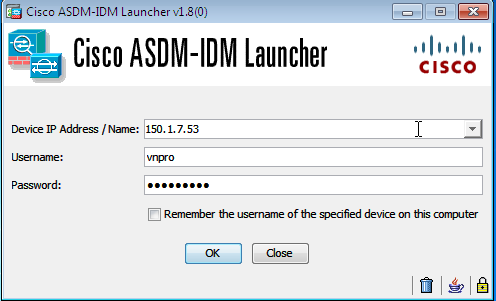 Cisco ASDM-IDM Launcher v1.8(0)
Cisco ASDM-IDM Launcher
CISCO
Device IP Address / Name: 150.1.7.53
Username: vnpro
Password: •••••••••
Remember the username of the specified device on this computer
OK Close